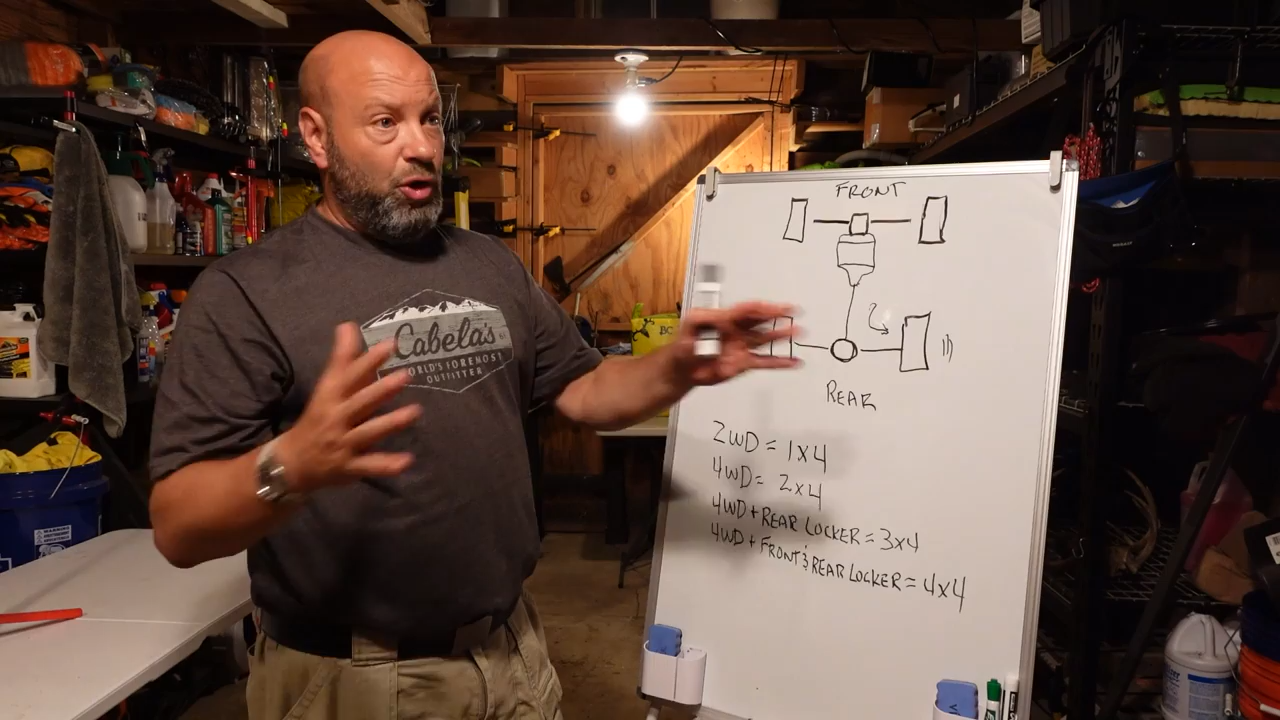 FRONT
Cabela's
WORLD'S FOREMOST
OUTFITTER
REAR
2WD = 1x4
4WD = 2x4
4WD + REAR LOCKER = 3x4
4WD + FRONT & REAR LOCKER = 4x4